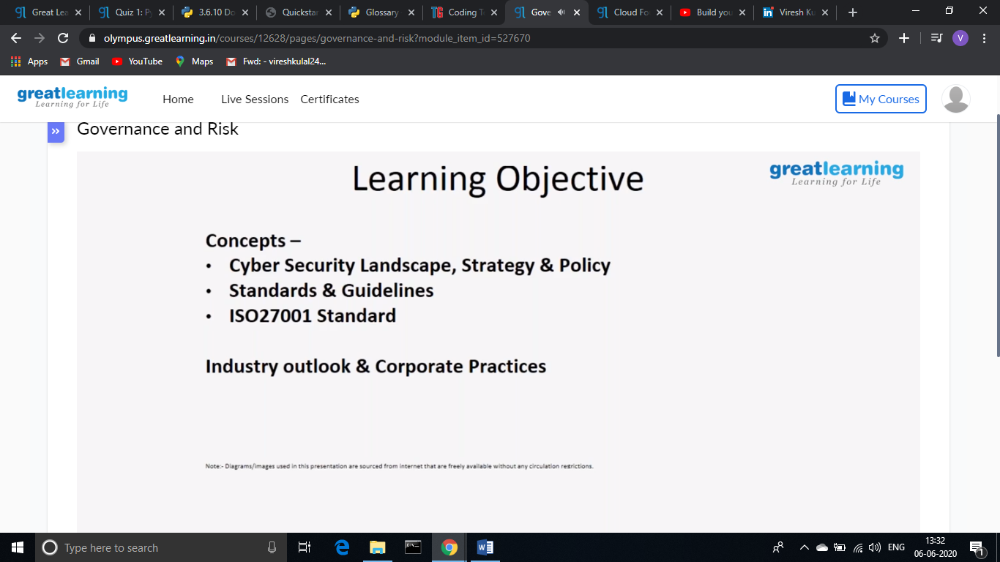 Great Lea
Quiz 1: Py
3.6.10 Do
Quickstar
Glossary
Coding T
Gove
Cloud Fo
Build you
Viresh Ku
olympus.greatlearning.in/courses/12628/pages/governance-and-risk?module_item_id=527670
V
Apps
Gmail
YouTube
Maps
Fwd: - vireshkulal24...
greatlearning
Learning for Life
Home
Live Sessions
Certificates
My Courses
»
Governance and Risk
Learning Objective
greatlearning
Learning for Life
Concepts –
• Cyber Security Landscape, Strategy & Policy
• Standards & Guidelines
• ISO27001 Standard
Industry outlook & Corporate Practices
Note:- Diagrams/images used in this presentation are sourced from internet that are freely available without any circulation restrictions.
Type here to search
ENG
13:32
06-06-2020
1